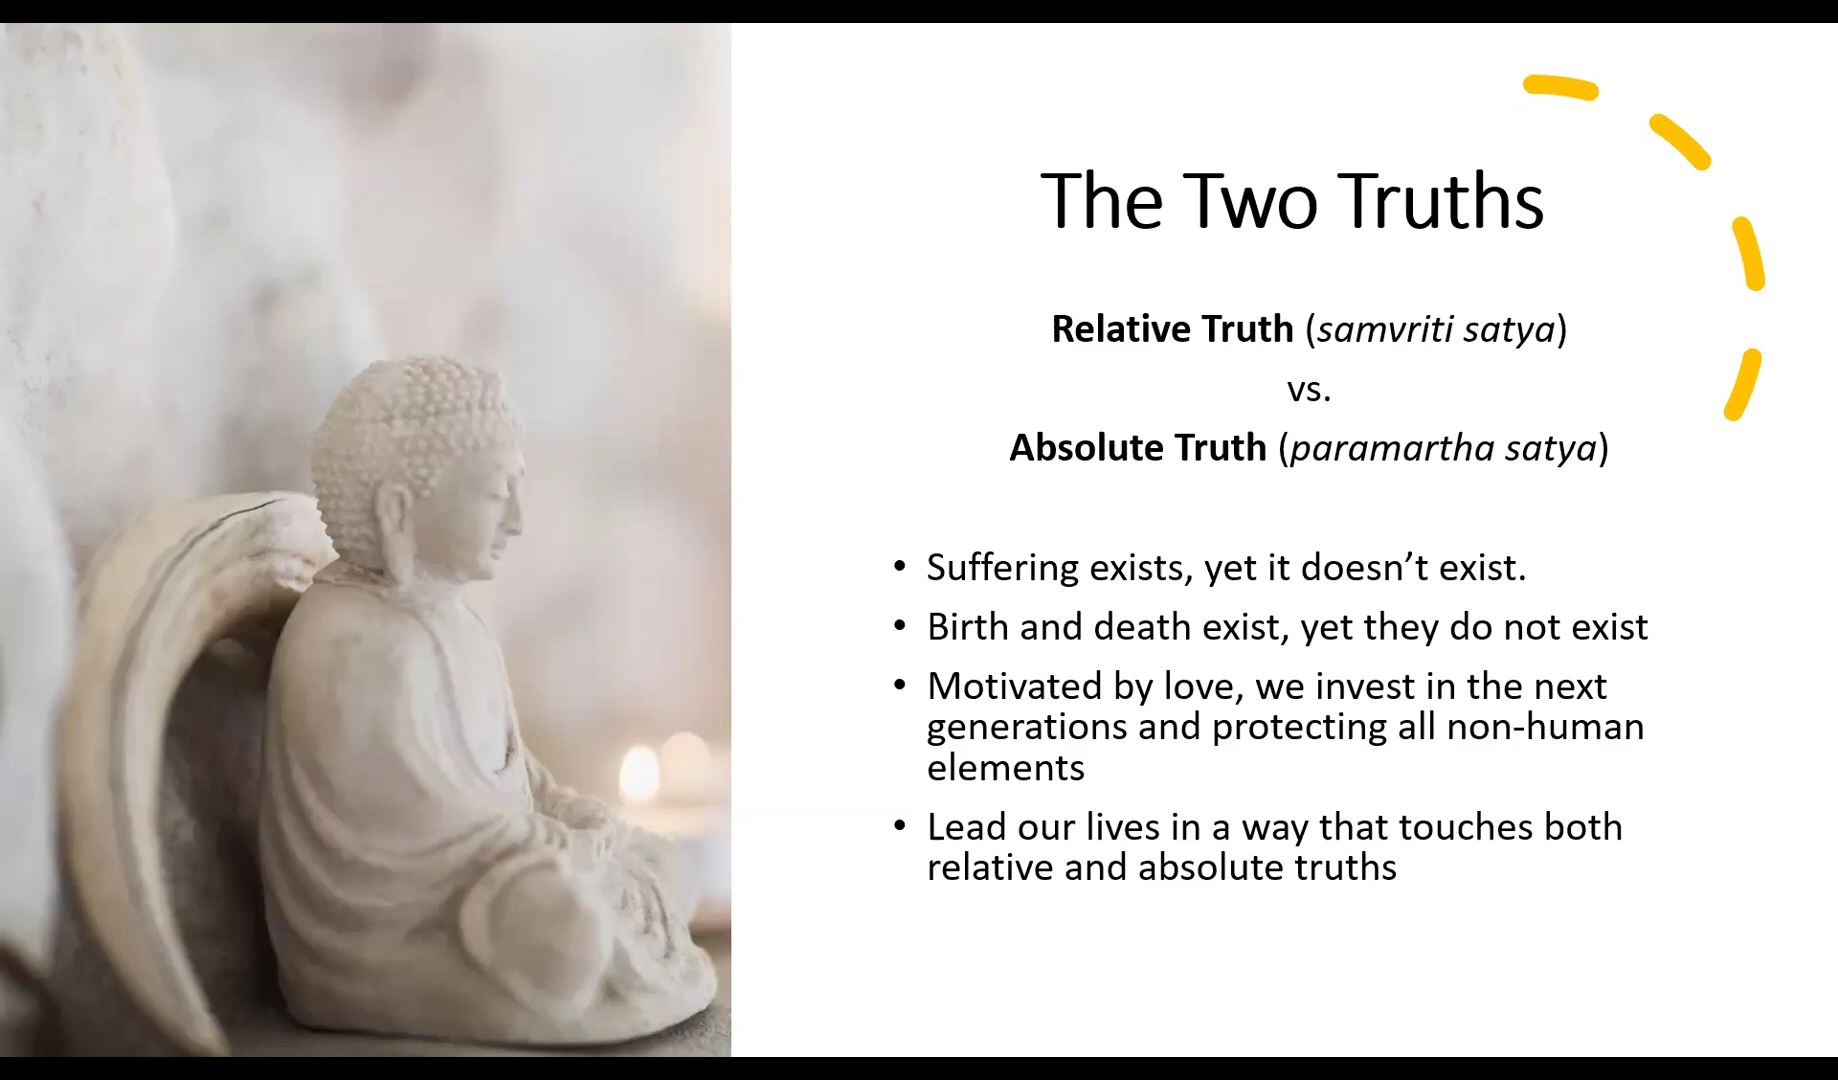 The Two Truths
Relative Truth (samvriti satya)
vs.
Absolute Truth (paramartha satya)
• Suffering exists, yet it doesn’t exist.
• Birth and death exist, yet they do not exist
• Motivated by love, we invest in the next
generations and protecting all non-human
elements
• Lead our lives in a way that touches both
relative and absolute truths